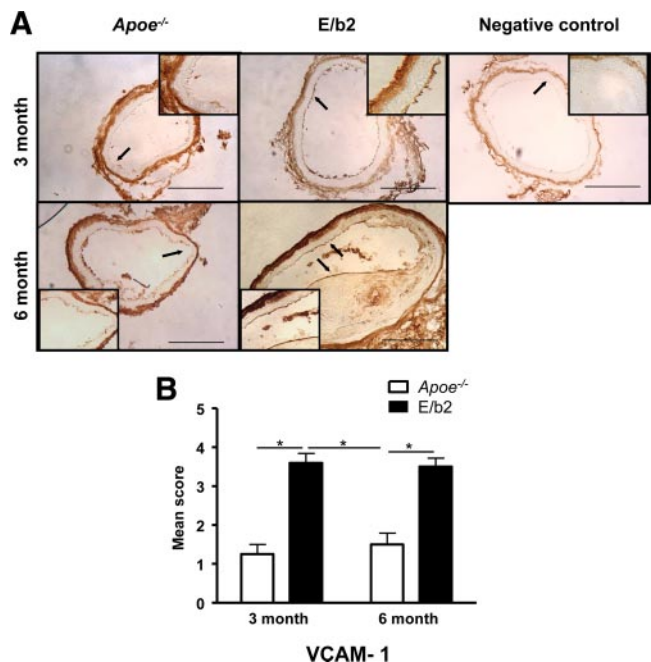 A
Apoe-/-
E/b2
Negative control
3 month
6 month
B
Apoe-/-
E/b2
5
4
3
2
1
0
Mean score
*
*
*
3 month
6 month
VCAM- 1